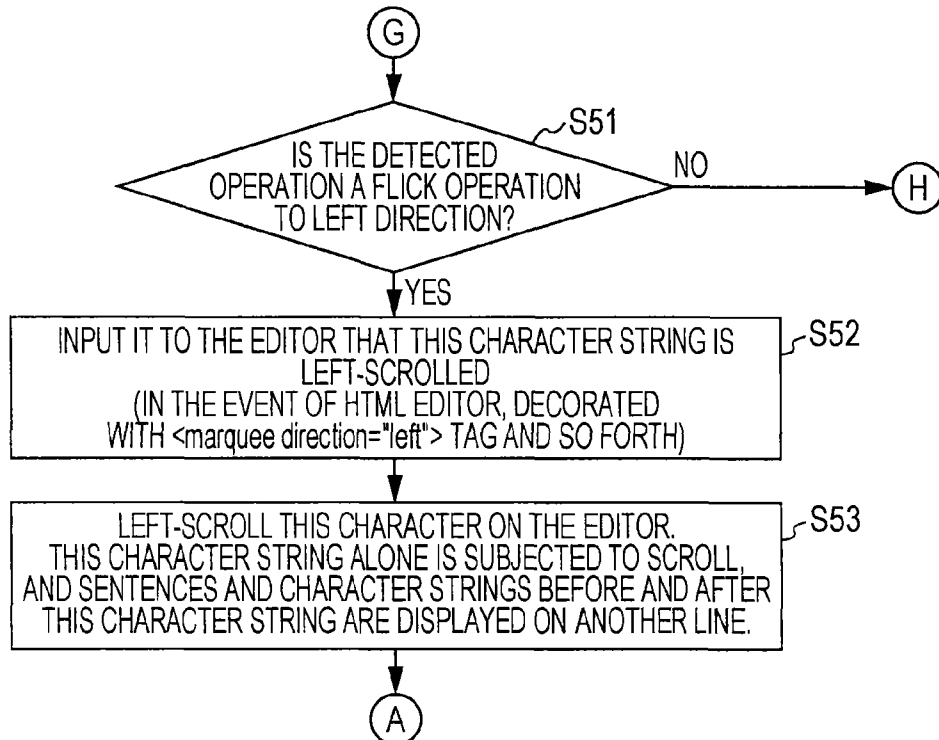 G
S51
IS THE DETECTED
OPERATION A FLICK OPERATION
TO LEFT DIRECTION?
NO
H
YES
S52
INPUT IT TO THE EDITOR THAT THIS CHARACTER STRING IS
LEFT-SCROLLED
(IN THE EVENT OF HTML EDITOR, DECORATED
WITH <marquee direction="left"> TAG AND SO FORTH)
S53
LEFT-SCROLL THIS CHARACTER ON THE EDITOR.
THIS CHARACTER STRING ALONE IS SUBJECTED TO SCROLL,
AND SENTENCES AND CHARACTER STRINGS BEFORE AND AFTER
THIS CHARACTER STRING ARE DISPLAYED ON ANOTHER LINE.
A